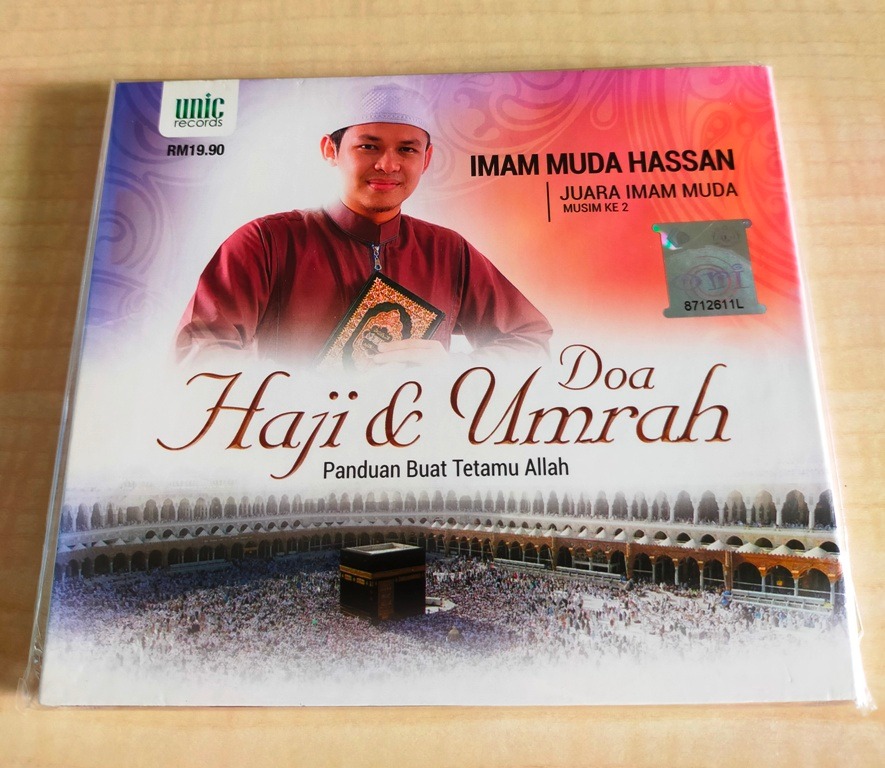 unic
records
RM19.90
IMAM MUDA HASSAN
JUARA IMAM MUDA
MUSIM KE 2
8712611L
Doa
Haji & Umrah
Panduan Buat Tetamu Allah